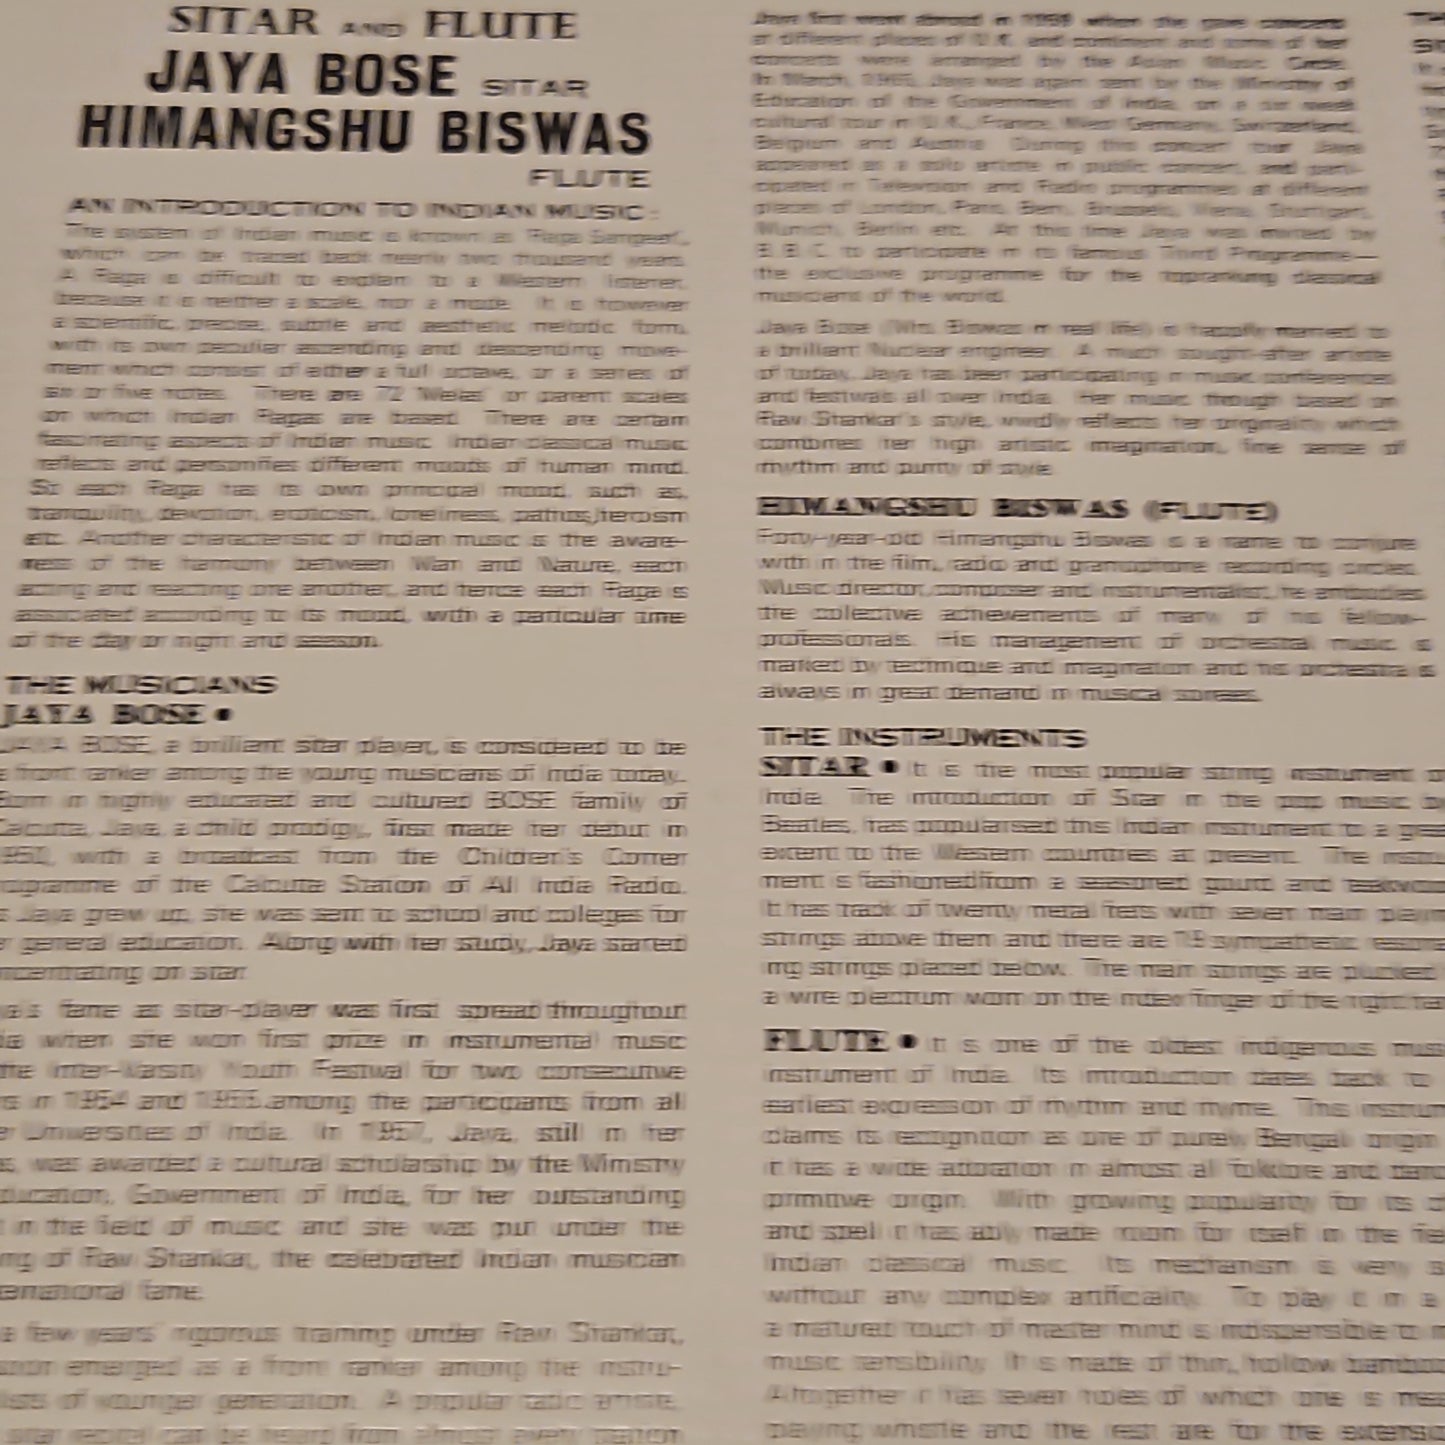 SITAR AND FLUTE
JAYA BOSE SITAR
HIMANGSHU BISWAS
FLUTE
AN INTRODUCTION TO INDIAN MUSIC :
The system of Indian music is known as 'Raga Sangeet',
which can be traced back nearly two thousand years.
A Raga is difficult to explain to a Western listener,
because it is neither a scale, nor a mode. It is however
a scientific, precise, subtle and aesthetic melodic form,
with its own peculiar ascending and descending move-
ment which consist of either a full octave, or a series of
six or five notes. There are 72 'Melas' or parent scales
on which Indian Ragas are based. There are certain
fascinating aspects of Indian music. Indian classical music
reflects and personifies different moods of human mind.
So each Raga has its own principal mood, such as,
tranquility, devotion, eroticism, loneliness, pathos, heroism
etc. Another characteristic of Indian music is the aware-
ness of the harmony between Man and Nature, each
acting and reacting one another, and hence each Raga is
associated according to its mood, with a particular time
of the day or night and season.
THE MUSICIANS
JAYA BOSE •
JAYA BOSE, a brilliant sitar player, is considered to be
a front ranker among the young musicians of India today.
Born in highly educated and cultured BOSE family of
Calcutta, Jaya, a child prodigy, first made her debut in
with a broadcast from the Children's Corner
programme of the Calcutta Station of All India Radio.
Jaya grew up, she was sent to school and colleges for
general education. Along with her study, Jaya started
concentrating on sitar.
fame as sitar-player was first spread throughout
when she won first prize in instrumental music
the Inter-Varsity Youth Festival for two consecutive
in 1954 and 1955 among the participants from all
Universities of India. In 1957, Jaya, still in her
was awarded a cultural scholarship by the Ministry
Education, Government of India, for her outstanding
in the field of music and she was put under the
of Ravi Shankar, the celebrated Indian musician
fame.
a few years' rigorous training under Ravi Shankar,
emerged as a front ranker among the instru-
of younger generation. A popular radio artiste,
sitar recital can be heard from almost every station
Jaya first went abroad in when she gave concerts
at different places of U.K. and continent and some of her
concerts were arranged by the Asian Music Circle.
In March, 1965, Jaya was again sent by the Ministry of
Education of the Government of India, on a six week
cultural tour in U.K., France, West Germany, Switzerland,
Belgium and Austria. During this concert tour Jaya
appeared as a solo artiste in public concert, and parti-
cipated in Television and Radio programmes at different
places of London, Paris, Bern, Brussels, Viena, Stuttgart,
Munich, Berlin etc. At this time Jaya was invited by
B.B.C. to participate in its famous Third Programme—
the exclusive programme for the topranking classical
musicians of the world.
Jaya Bose (Mrs. Biswas in real life) is happily married to
a brilliant Nuclear engineer. A much sought-after artiste
of today, Jaya has been participating in music conferences
and festivals all over India. Her music though based on
Ravi Shankar's style, vividly reflects her originality which
combines her high artistic imagination, fine sense of
rhythm and purity of style.
HIMANGSHU BISWAS (FLUTE)
Forty-year-old Himangshu Biswas is a name to conjure
with in the film, radio and gramophone recording circles.
Music director, composer and instrumentalist, he embodies
the collective achievements of many of his fellow-
professionals. His management of orchestral music is
marked by technique and imagination and his orchestra is
always in great demand in musical soirees.
THE INSTRUMENTS
SITAR • It is the most popular string instrument of
India. The introduction of Sitar in the pop music by
Beatles, has popularised this Indian instrument to a great
extent to the Western countries at present. The instru-
ment is fashioned from a seasoned gourd and teakwood.
It has track of twenty metal frets with seven main playing
strings above them and there are sympathetic resonat-
ing strings placed below. The main strings are plucked
a wire plectrum worn on the index finger of the right hand.
FLUTE • It is one of the oldest indigenous
instrument of India. Its introduction dates back to
earliest expression of rhythm and rhyme. This
claims its recognition as one of purely Bengal origin
it has a wide adoration in almost all folklore and
primitive origin. With growing popularity for its
and spell it has ably made room for itself in the
Indian classical music. Its mechanism is very
without any complex artificiality. To play it in a
a matured touch of master mind is indispensible to
music sensibility. It is made of thin, hollow
Altogether it has seven holes of which one is
playing whistle and the rest are for the